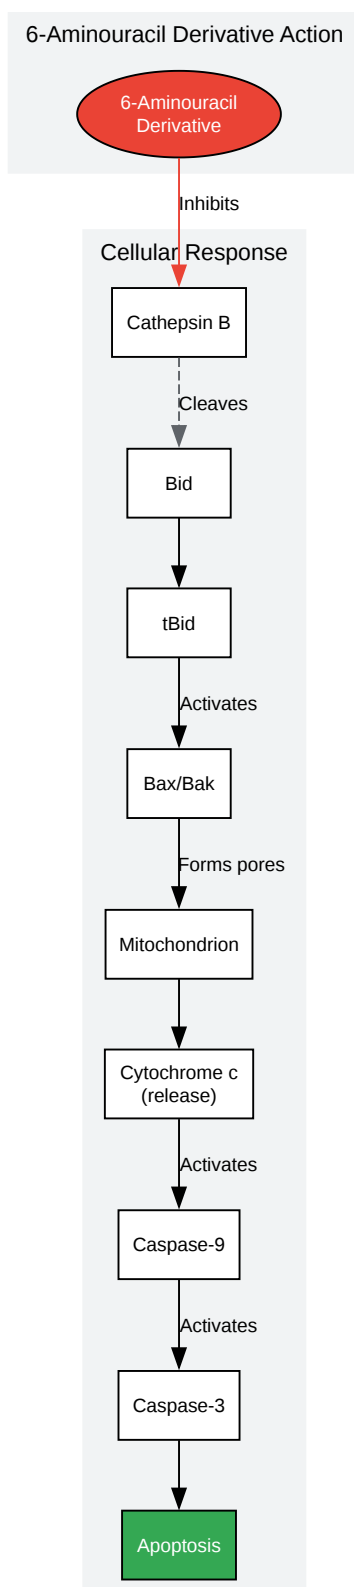 6-Aminouracil Derivative Action
6-Aminouracil
Derivative
Inhibits
Cellular Response
Cathepsin B
Cleaves
Bid
tBid
Activates
Bax/Bak
Forms pores
Mitochondrion
Cytochrome c
(release)
Activates
Caspase-9
Activates
Caspase-3
Apoptosis